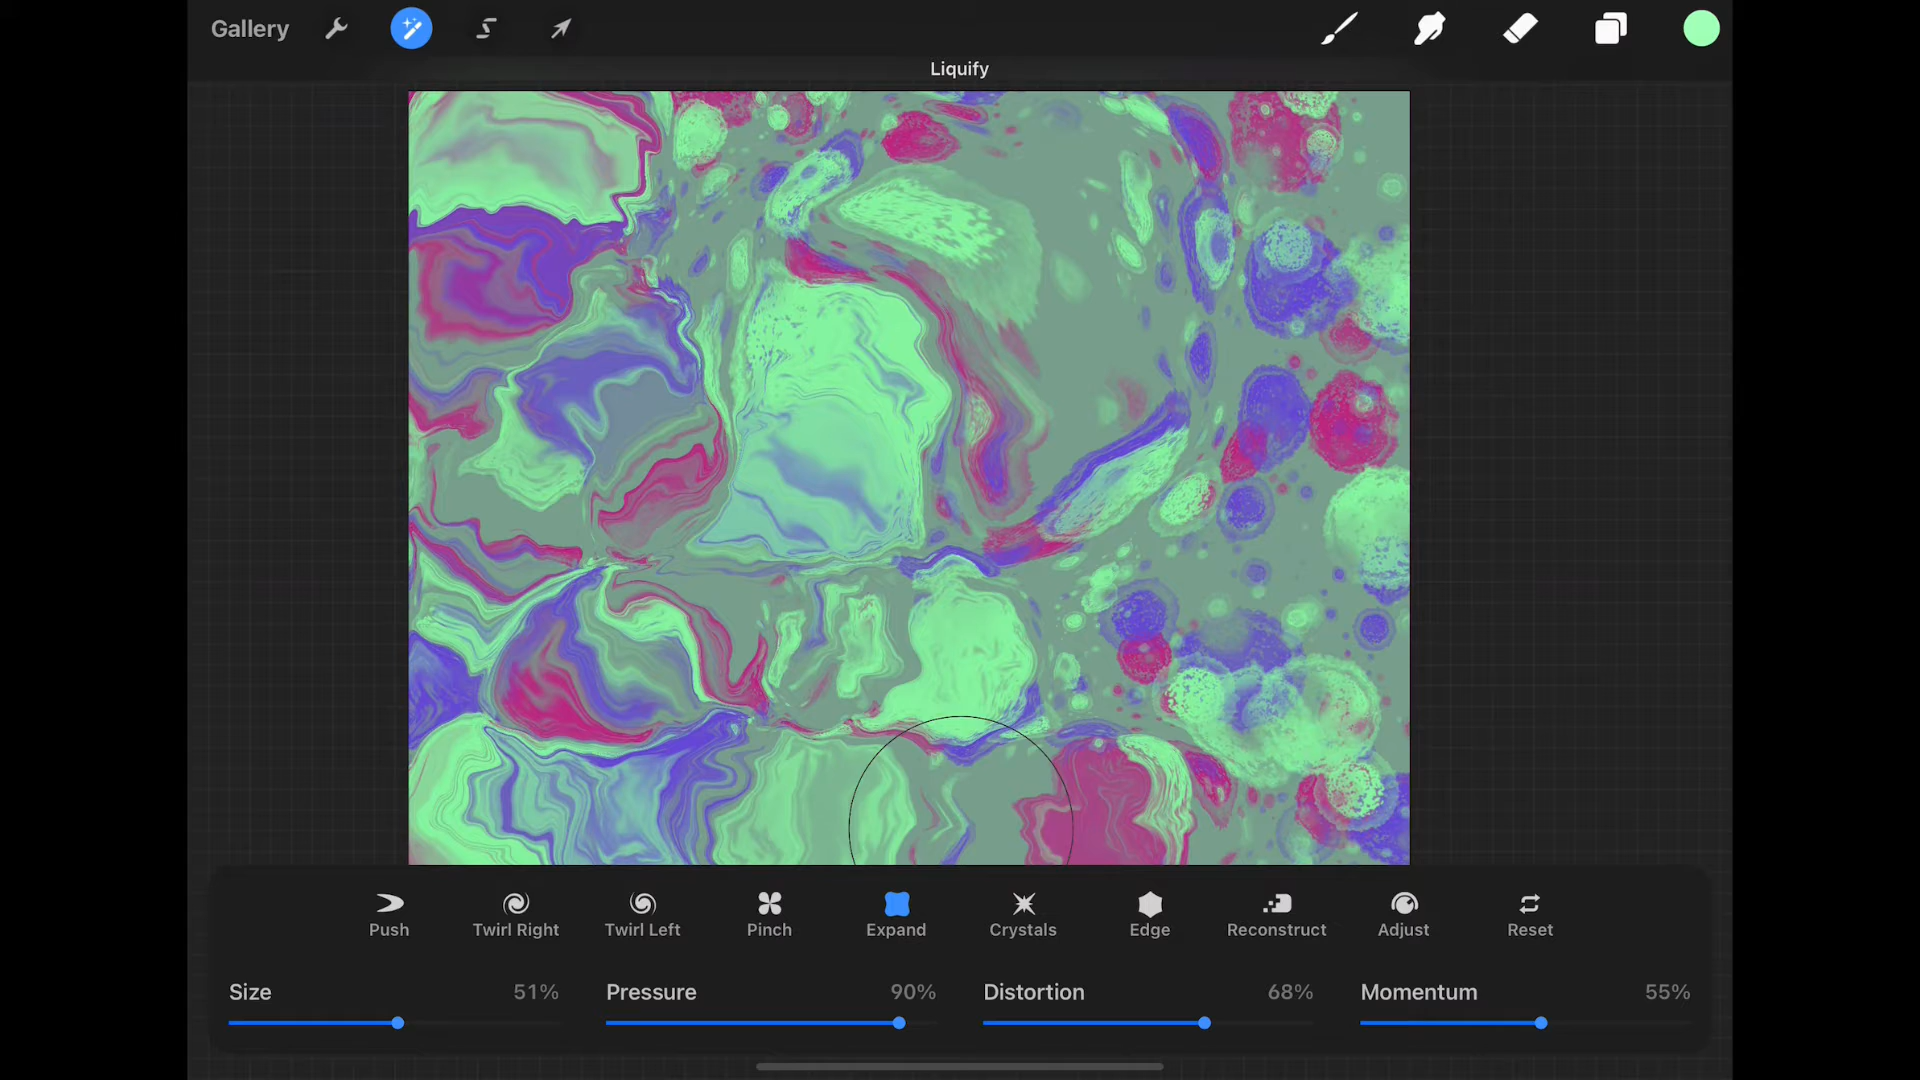 Gallery
Liquify
Push Twirl Right Twirl Left Pinch Expand Crystals Edge Reconstruct Adjust Reset
Size 51% Pressure 90% Distortion 68% Momentum 55%